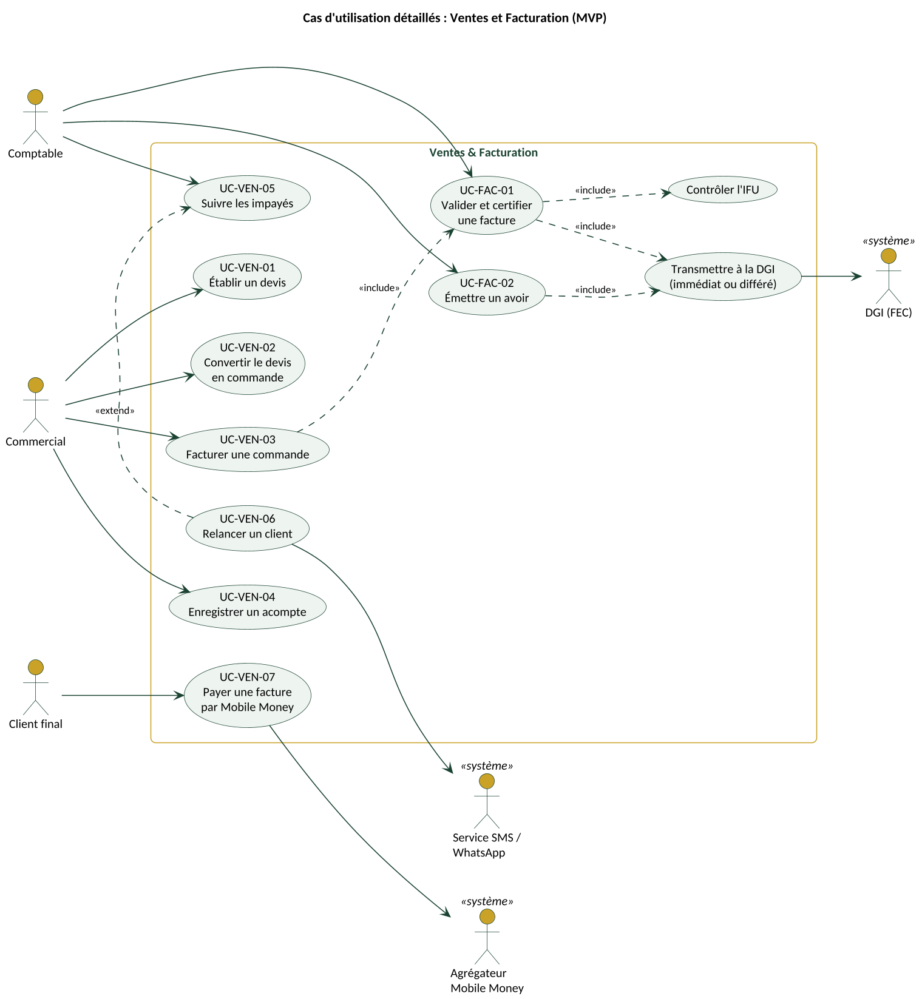 Cas d'utilisation détaillés : Ventes et Facturation (MVP)
Comptable
Ventes & Facturation
UC-VEN-05
Suivre les impayés
UC-FAC-01
Valider et certifier
une facture
«include»
Contrôler l'IFU
«include»
«système»
DGI (FEC)
UC-VEN-01
Établir un devis
«include»
UC-FAC-02
Émettre un avoir
«include»
Transmettre à la DGI
(immédiat ou différé)
UC-VEN-02
Convertir le devis
en commande
«extend»
Commercial
UC-VEN-03
Facturer une commande
UC-VEN-06
Relancer un client
UC-VEN-04
Enregistrer un acompte
Client final
UC-VEN-07
Payer une facture
par Mobile Money
«système»
Service SMS /
WhatsApp
«système»
Agrégateur
Mobile Money